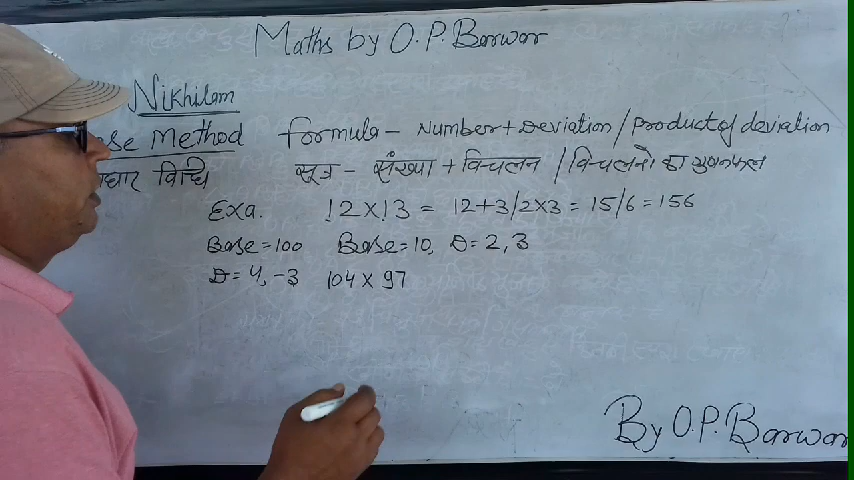 Maths by O.P. Barwar
Nikhilam
Method formula - Number + Deviation / Product of deviation
विधि सूत्र - संख्या + विचलन / विचलनो का गुणनफल
Exa. 12 x 13 = 12+3/2x3 = 15/6 = 156
Base = 100 Base = 10, D = 2, 3
D = 4, -3 104 x 97
By O.P. Barwar